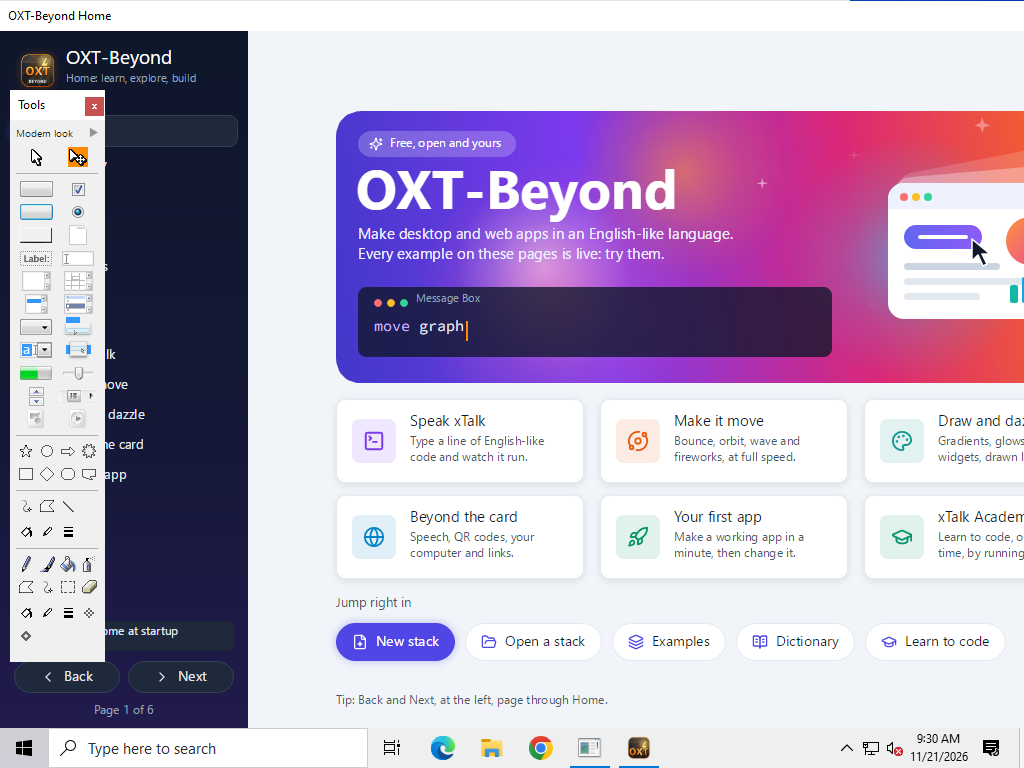 OXT-Beyond Home
OXT-Beyond
Home: learn, explore, build
OXT
BEYOND
Tools
x
Modern look
Label:
a
lk
ove
dazzle
e card
app
ome at startup
Back
Next
Page 1 of 6
Free, open and yours
OXT-Beyond
Make desktop and web apps in an English-like language.
Every example on these pages is live: try them.
Message Box
move graph
Speak xTalk
Type a line of English-like
code and watch it run.
Make it move
Bounce, orbit, wave and
fireworks, at full speed.
Draw and da
Gradients, glows
widgets, drawn l
Beyond the card
Speech, QR codes, your
computer and links.
Your first app
Make a working app in a
minute, then change it.
xTalk Academ
Learn to code, o
time, by running
Jump right in
New stack
Open a stack
Examples
Dictionary
Learn to code
Tip: Back and Next, at the left, page through Home.
Type here to search
OXT
9:30 AM
11/21/2026